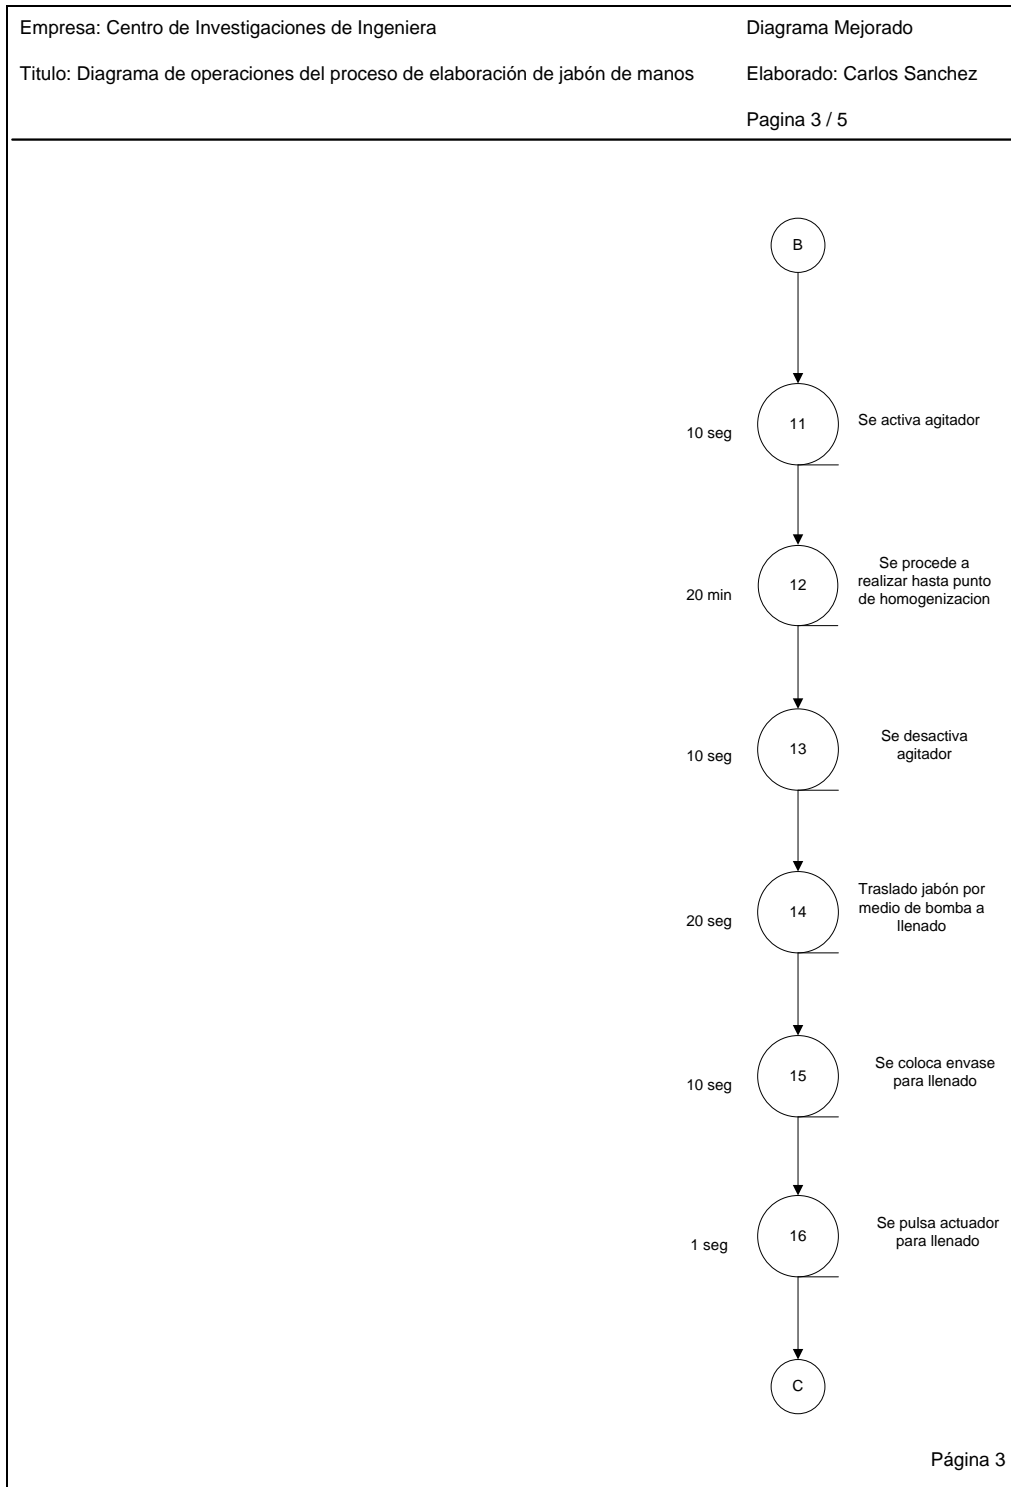 Empresa: Centro de Investigaciones de Ingeniera
Diagrama Mejorado
Titulo: Diagrama de operaciones del proceso de elaboración de jabón de manos
Elaborado: Carlos Sanchez
Pagina 3 / 5
B
10 seg
11
Se activa agitador
20 min
12
Se procede a
realizar hasta punto
de homogenizacion
10 seg
13
Se desactiva
agitador
20 seg
14
Traslado jabón por
medio de bomba a
llenado
10 seg
15
Se coloca envase
para llenado
1 seg
16
Se pulsa actuador
para llenado
C
Página 3